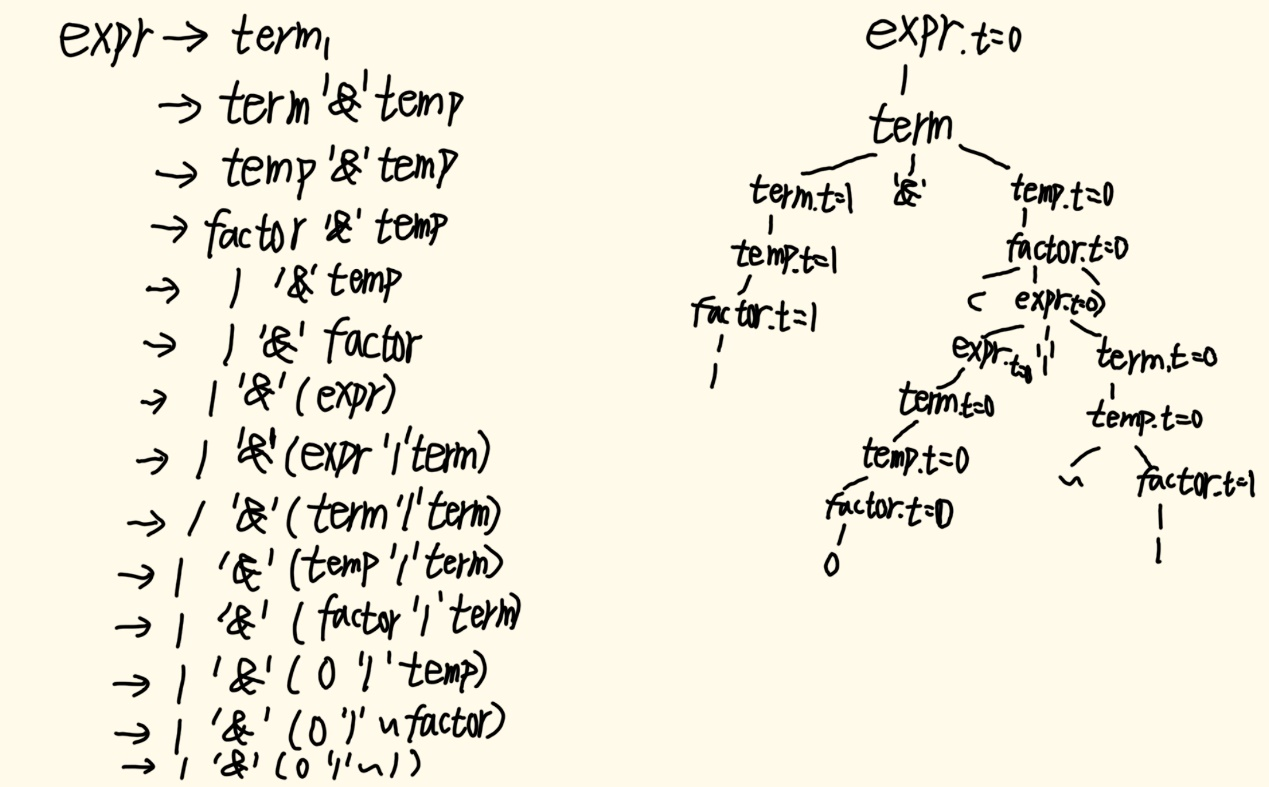 expr → term,
→ term '&' temp
→ temp '&' temp
→ factor '&' temp
→ 1 '&' temp
→ 1 '&' factor
→ 1 '&' (expr)
→ 1 '&' (expr '|' term)
→ 1 '&' (term '|' term)
→ 1 '&' (temp '|' term)
→ 1 '&' (factor '|' term)
→ 1 '&' (0 '|' temp)
→ 1 '&' (0 '|' ~factor)
→ 1 '&' (0 '|' ~1)
expr.t=0
term
term.t=1 '&' temp.t=0
temp.t=1 factor.t=0
factor.t=1 ( expr.t=0)
1 expr.t=0 '|' term.t=0
term.t=0 temp.t=0
temp.t=0 ~ factor.t=1
factor.t=0 1
0